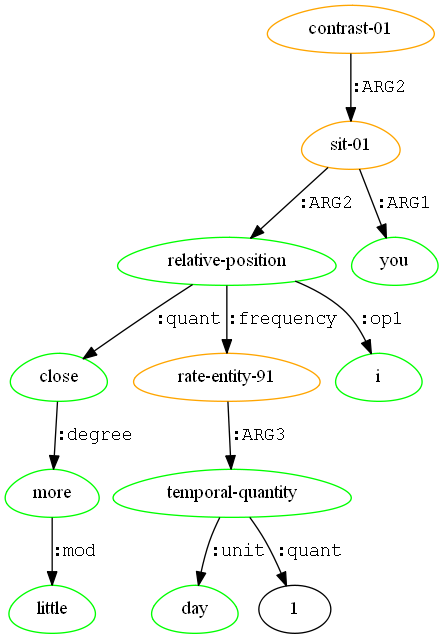 contrast-01
:ARG2
sit-01
:ARG2 :ARG1
relative-position you
:quant :frequency :op1
close rate-entity-91 i
:degree :ARG3
more temporal-quantity
:mod :unit :quant
little day 1